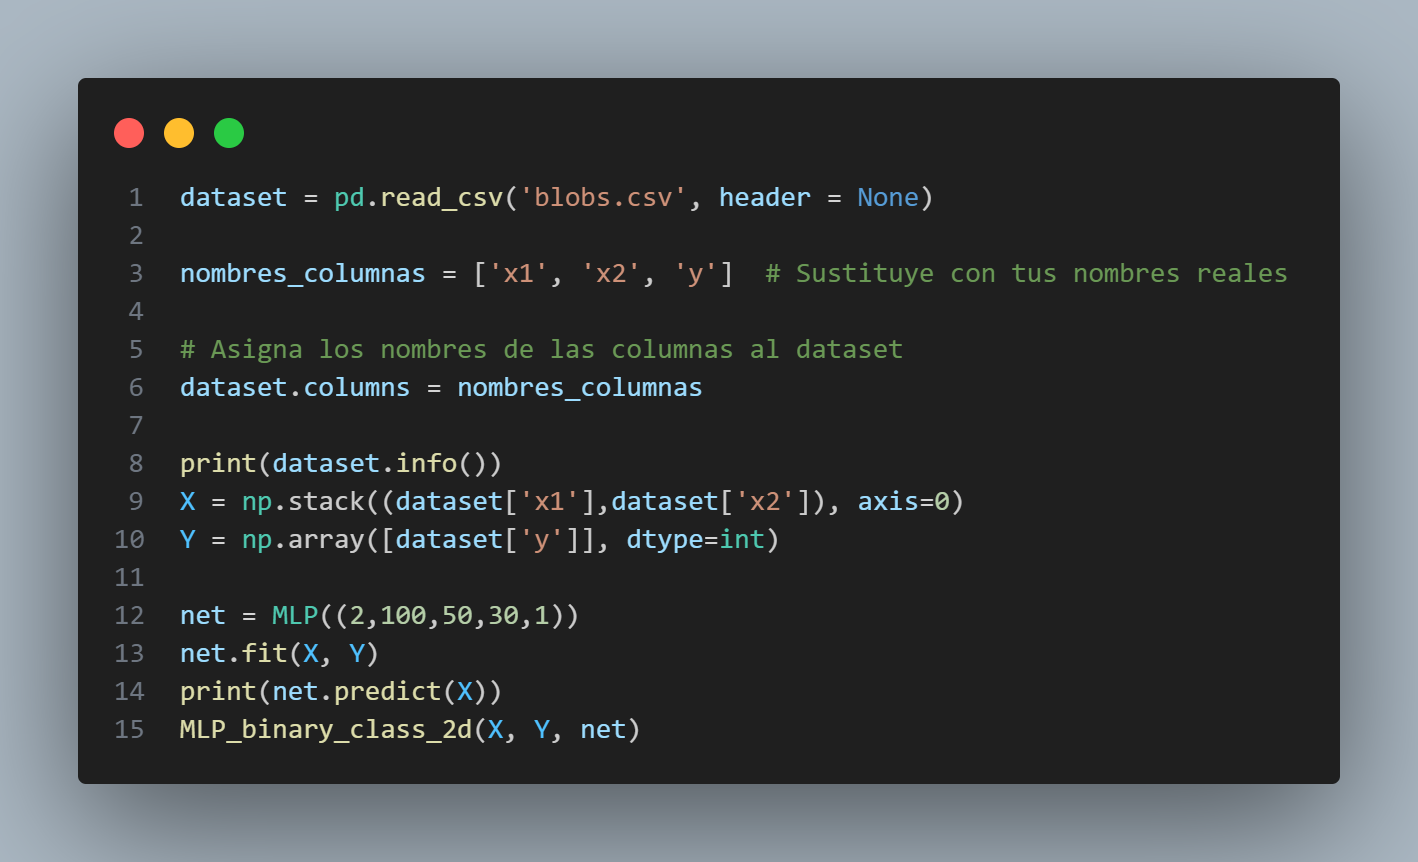 1 dataset = pd.read_csv('blobs.csv', header = None)
2
3 nombres_columnas = ['x1', 'x2', 'y']  # Sustituye con tus nombres reales
4
5 # Asigna los nombres de las columnas al dataset
6 dataset.columns = nombres_columnas
7
8 print(dataset.info())
9 X = np.stack((dataset['x1'],dataset['x2']), axis=0)
10 Y = np.array([dataset['y']], dtype=int)
11
12 net = MLP((2,100,50,30,1))
13 net.fit(X, Y)
14 print(net.predict(X))
15 MLP_binary_class_2d(X, Y, net)